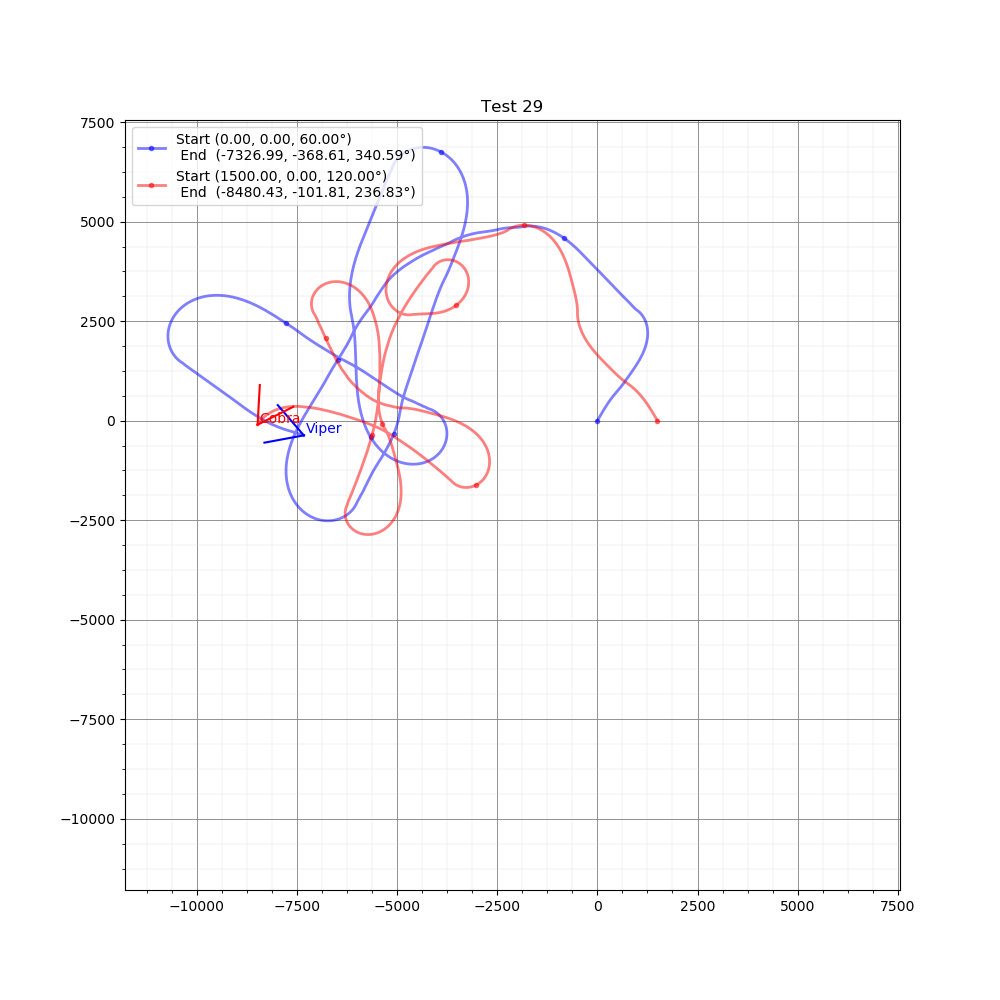 Test 29
Start (0.00, 0.00, 60.00°)
End (-7326.99, -368.61, 340.59°)
Start (1500.00, 0.00, 120.00°)
End (-8480.43, -101.81, 236.83°)
7500
5000
2500
0
−2500
−5000
−7500
−10000
Cobra
Viper
−10000 −7500 −5000 −2500 0 2500 5000 7500